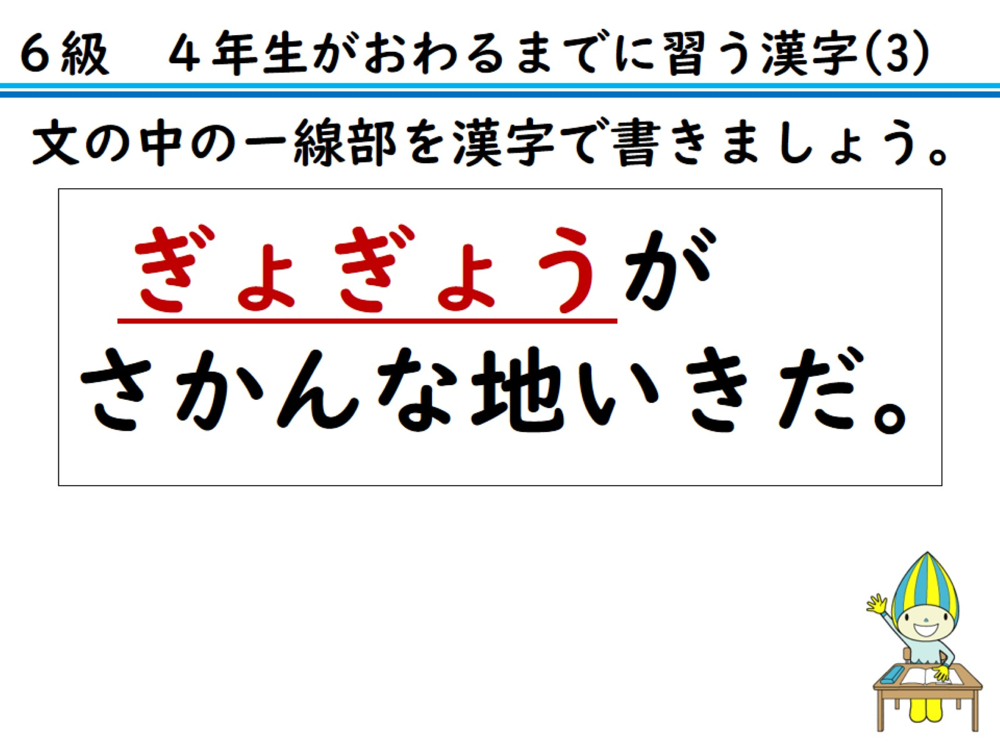 ６級　４年生がおわるまでに習う漢字(3)
文の中の―線部を漢字で書きましょう。
ぎょぎょうが
さかんな地いきだ。